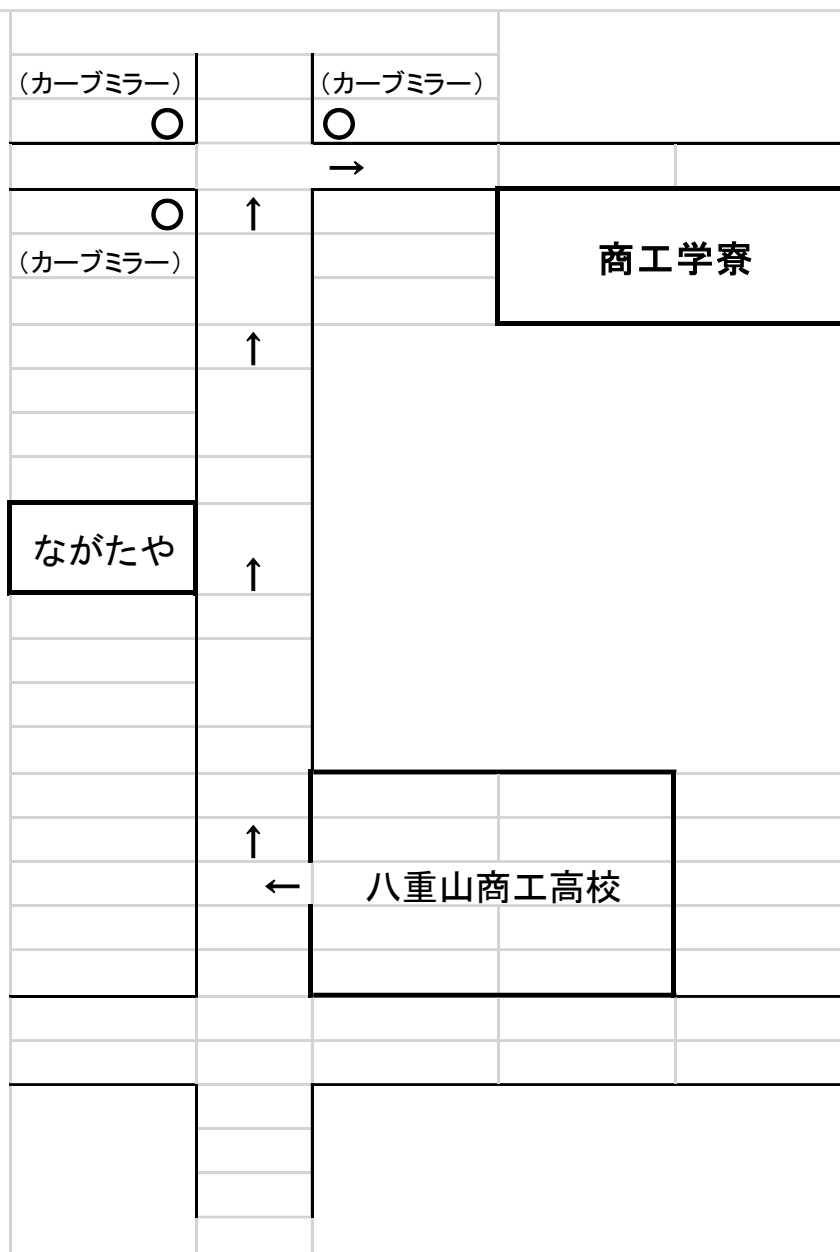 （カーブミラー） （カーブミラー）
○ ○
→
○ ↑
商工学寮
（カーブミラー）
↑
ながたや
↑
↑
← 八重山商工高校